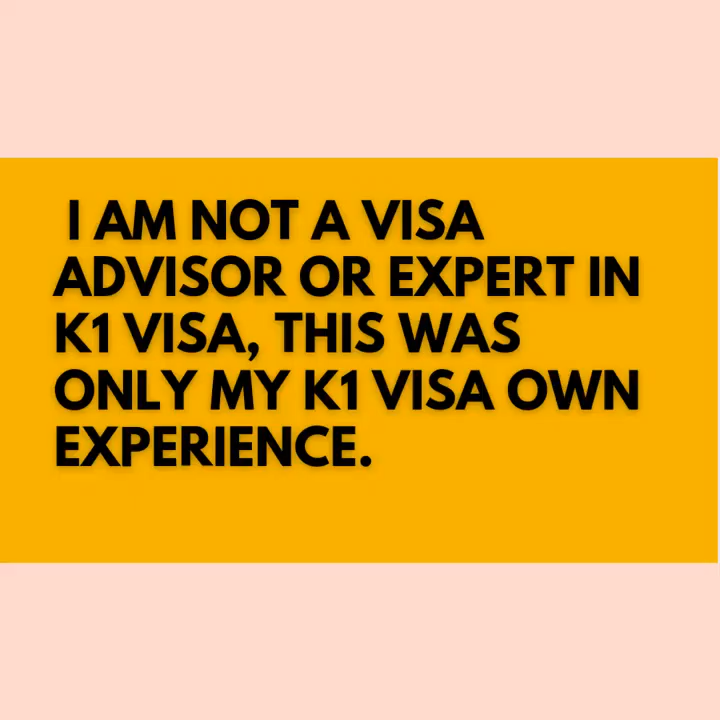 I AM NOT A VISA
ADVISOR OR EXPERT IN
K1 VISA, THIS WAS
ONLY MY K1 VISA OWN
EXPERIENCE.